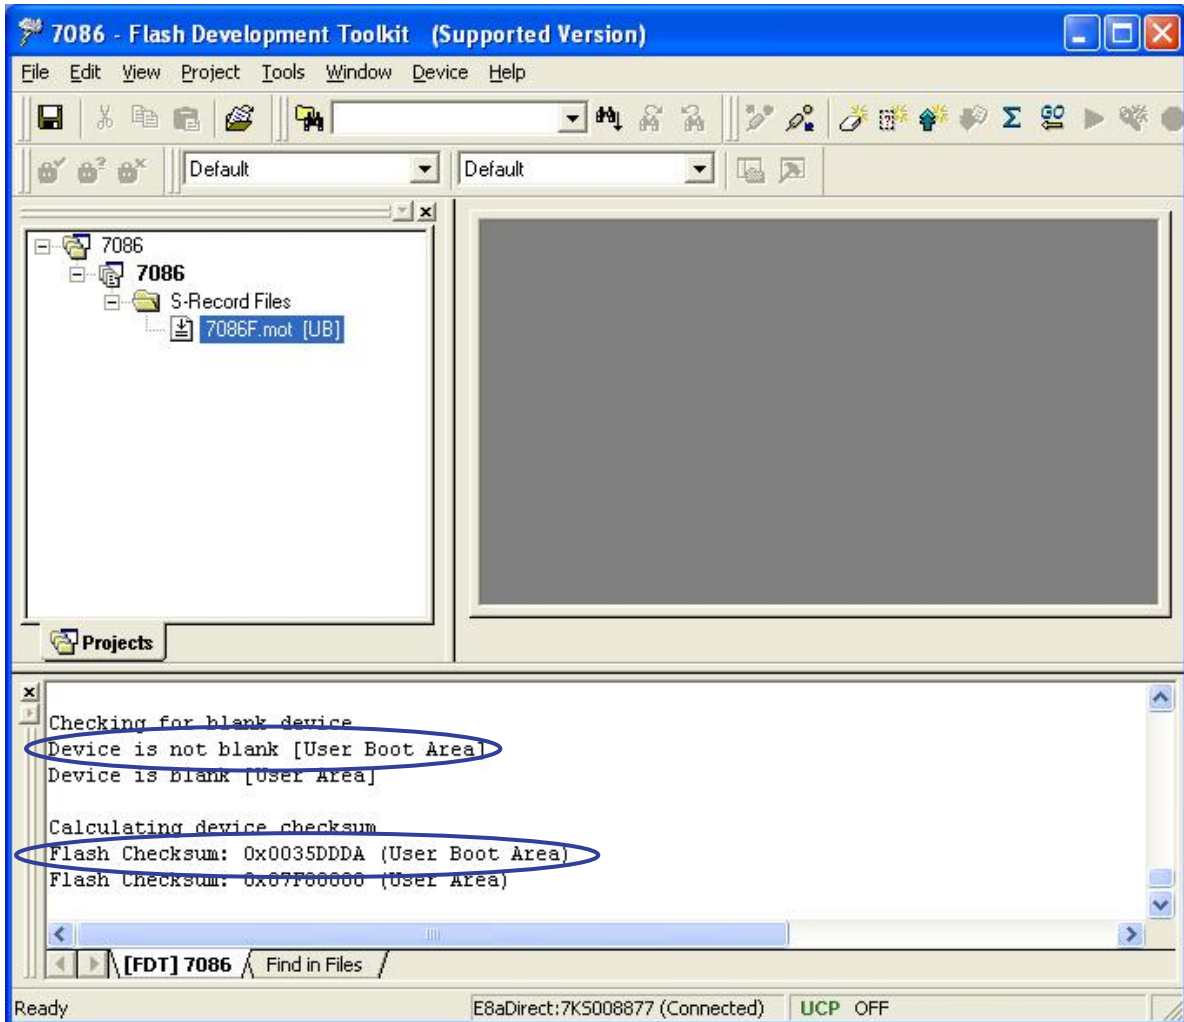 7086 - Flash Development Toolkit (Supported Version)
File Edit View Project Tools Window Device Help
Default Default
7086
7086
S-Record Files
7086F.mot [UB]
Projects
Checking for blank device
Device is not blank [User Boot Area]
Device is blank [User Area]
Calculating device checksum
Flash Checksum: 0x0035DDDA (User Boot Area)
Flash Checksum: 0x07F80000 (User Area)
[FDT] 7086 Find in Files
Ready E8aDirect:7KS008877 (Connected) UCP OFF